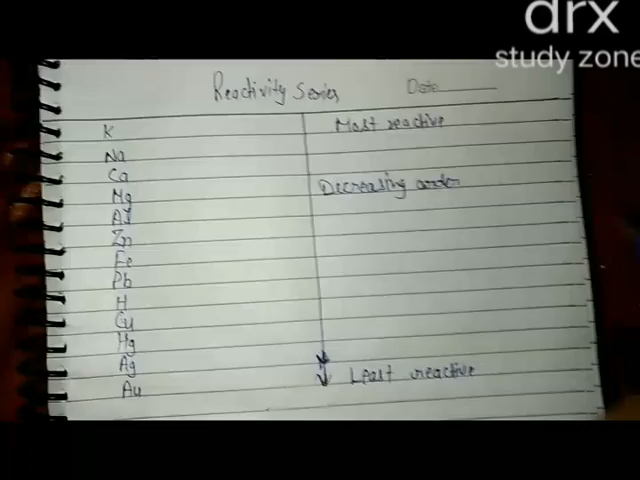 drx
study zone
Reactivity Series
Date
K
Most reactive
Na
Ca
Mg
Decreasing order
Al
Zn
Fe
Pb
H
Cu
Hg
Ag
Least reactive
Au